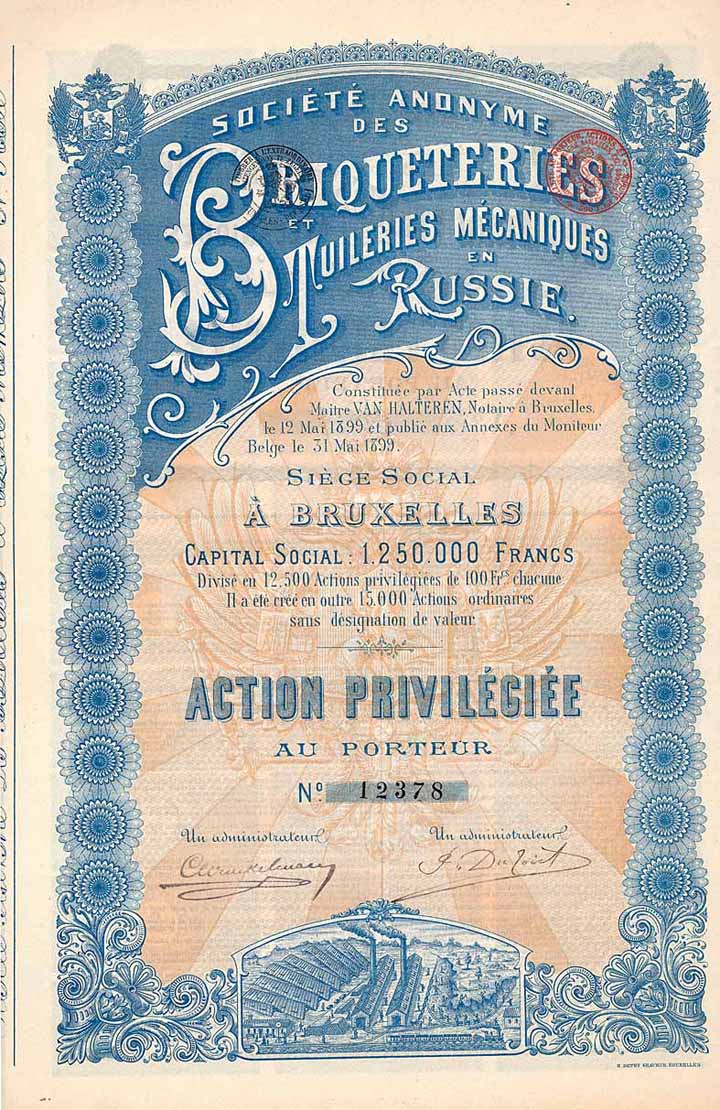 SOCIÉTÉ ANONYME
DES
BRIQUETERIES
ET
TUILERIES MÉCANIQUES
EN
RUSSIE.
Constituée par Acte passé devant
Maître VAN HALTEREN, Notaire à Bruxelles,
le 12 Mai 1899 et publié aux Annexes du Moniteur
Belge le 31 Mai 1899.
SIÈGE SOCIAL
À BRUXELLES
CAPITAL SOCIAL: 1.250.000 FRANCS
Divisé en 12,500 Actions privilégiées de 100 Frcs chacune
Il a été créé en outre 15.000 Actions ordinaires
sans désignation de valeur
ACTION PRIVILÉGIÉE
AU PORTEUR
No. 12378
Un administrateur,
Un administrateur,